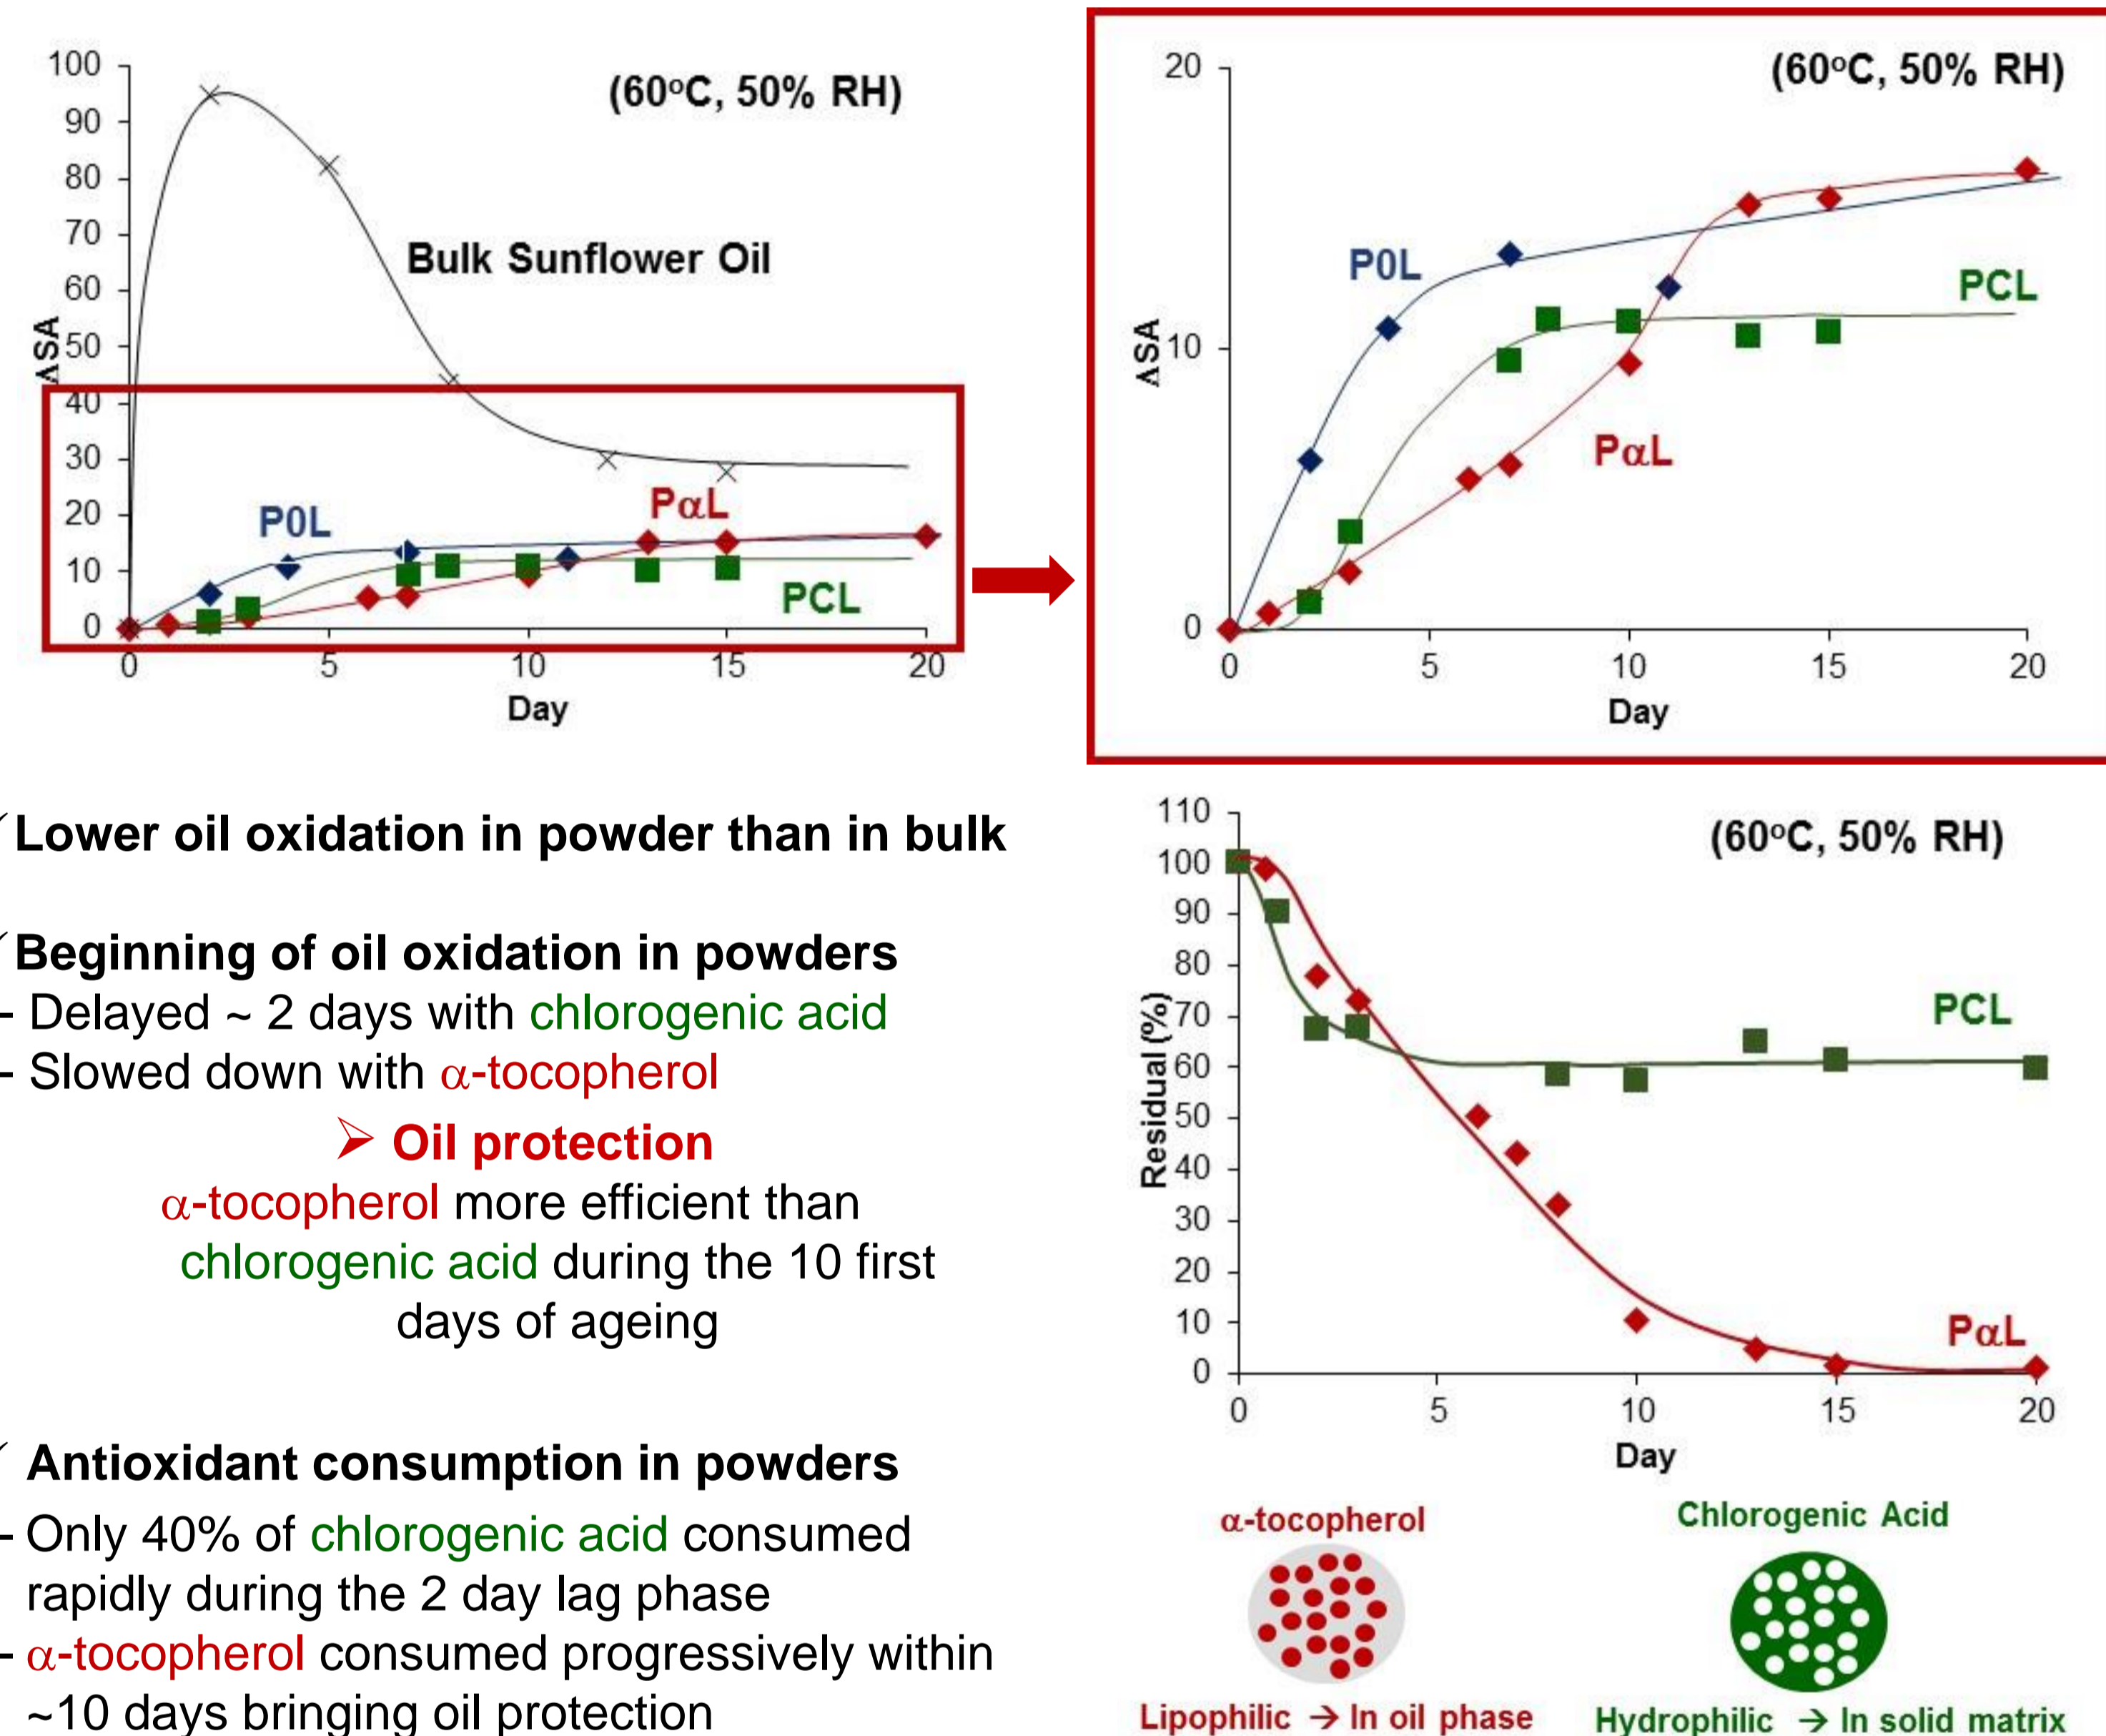 100
90
80
70
60
50
40
30
20
10
0
ΔSA
(60°C, 50% RH)
Bulk Sunflower Oil
P0L
PαL
PCL
0 5 10 15 20
Day
20
10
0
ΔSA
(60°C, 50% RH)
P0L
PCL
PαL
0 5 10 15 20
Day
✓Lower oil oxidation in powder than in bulk
✓Beginning of oil oxidation in powders
- Delayed ~ 2 days with chlorogenic acid
- Slowed down with α-tocopherol
➢ Oil protection
α-tocopherol more efficient than
chlorogenic acid during the 10 first
days of ageing
✓ Antioxidant consumption in powders
- Only 40% of chlorogenic acid consumed
rapidly during the 2 day lag phase
- α-tocopherol consumed progressively within
~10 days bringing oil protection
110
100
90
80
70
60
50
40
30
20
10
0
Residual (%)
(60°C, 50% RH)
PCL
PαL
0 5 10 15 20
Day
α-tocopherol
Lipophilic → In oil phase
Chlorogenic Acid
Hydrophilic → In solid matrix